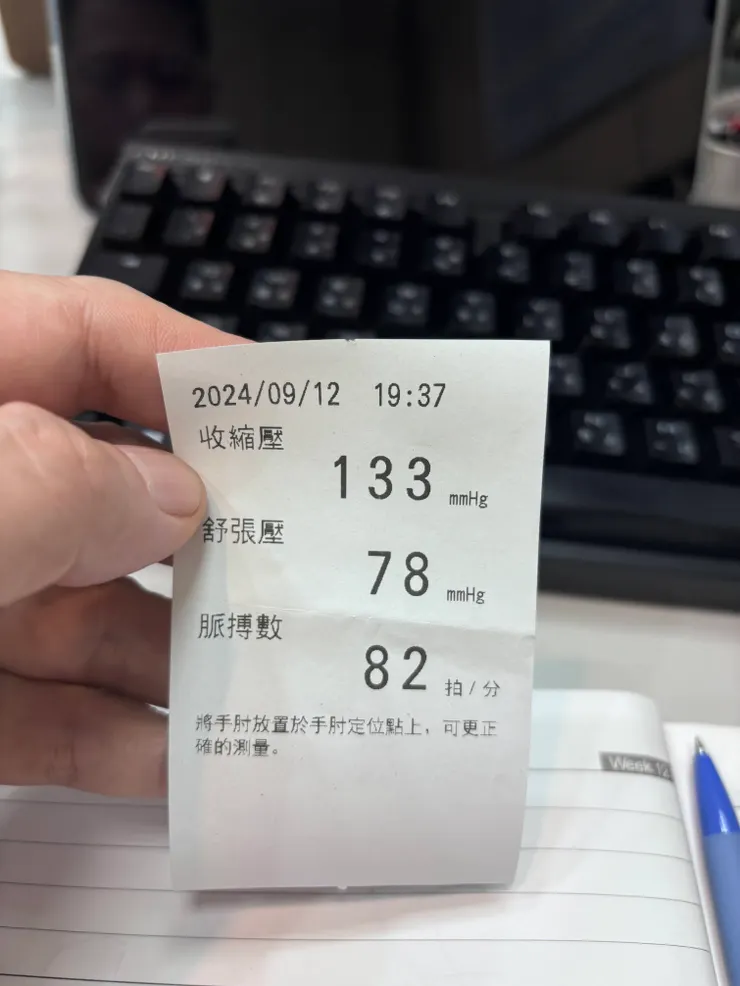 2024/09/12 19:37
收縮壓
133 mmHg
舒張壓
78 mmHg
脈搏數
82 拍/分
將手肘放置於手肘定位點上，可更正
確的測量。
Week 12